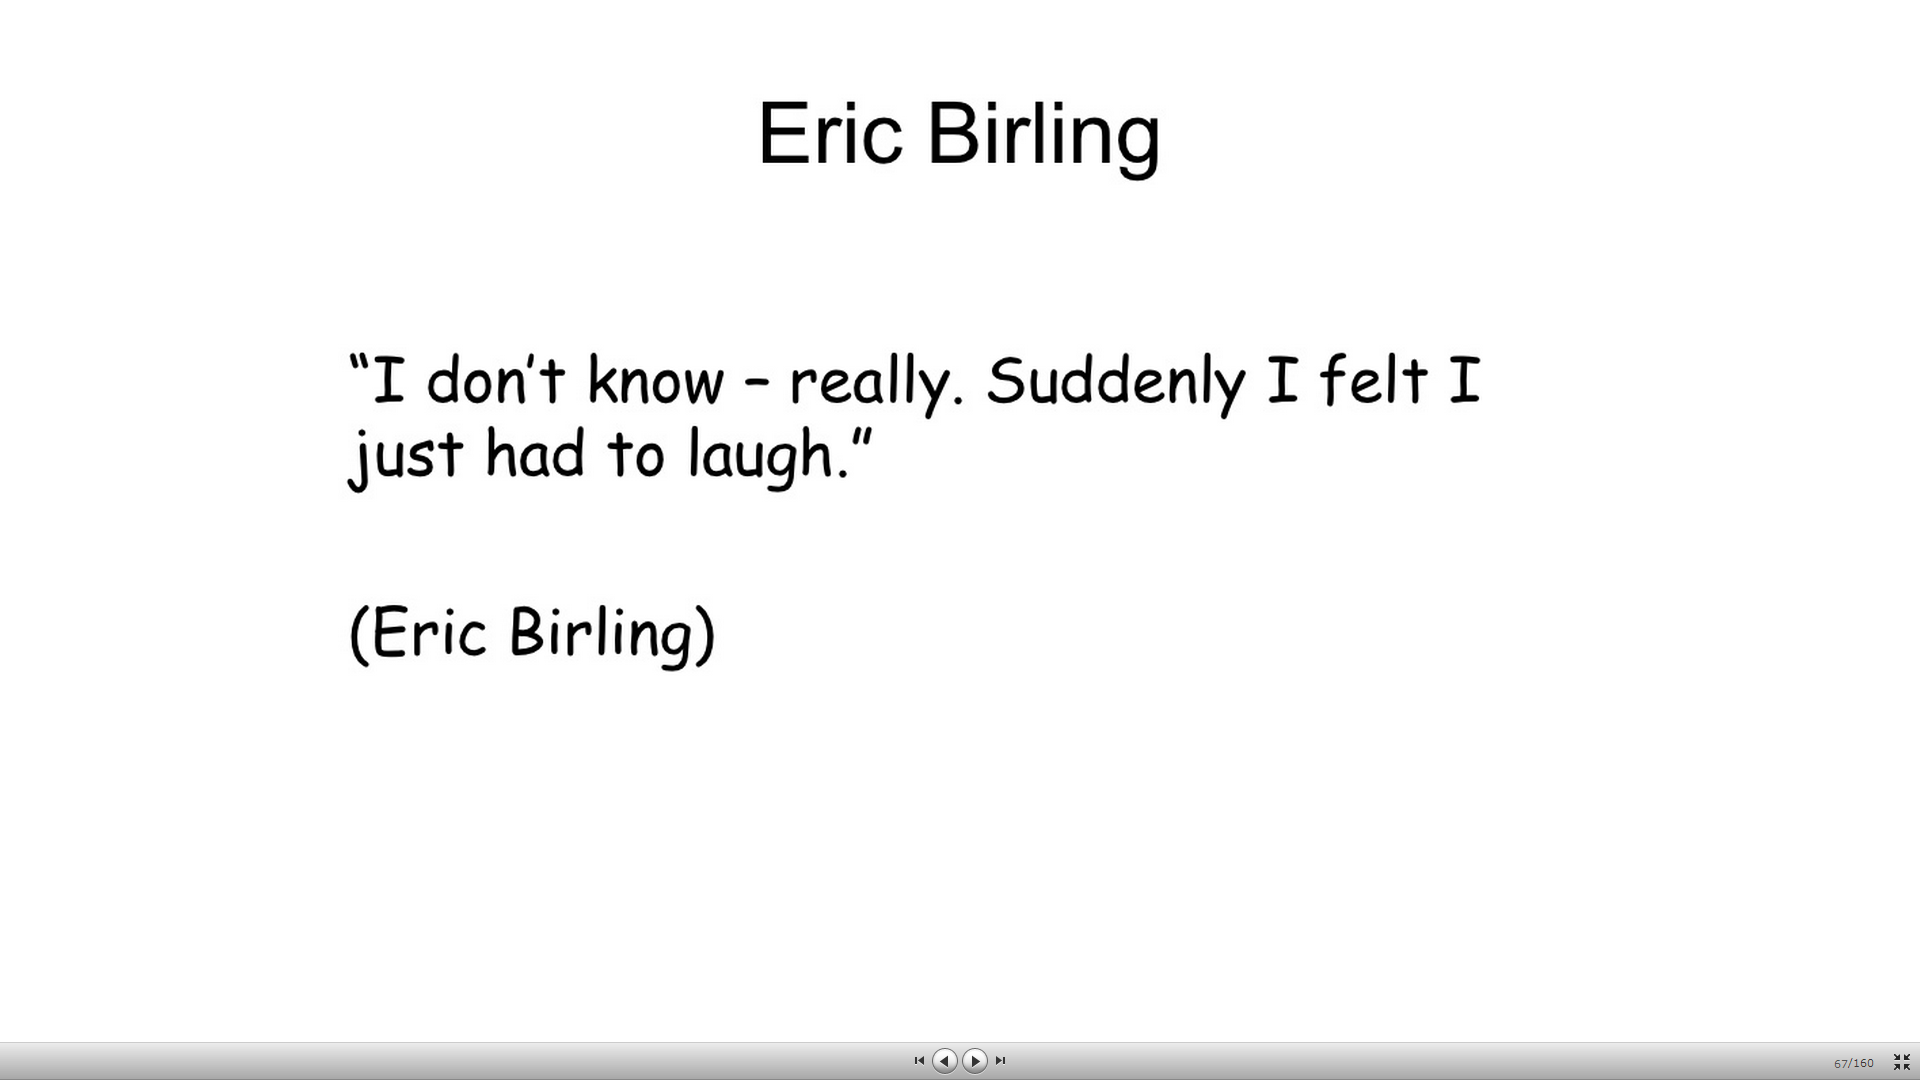 Eric Birling
“I don’t know – really. Suddenly I felt I
just had to laugh.”
(Eric Birling)
67/160